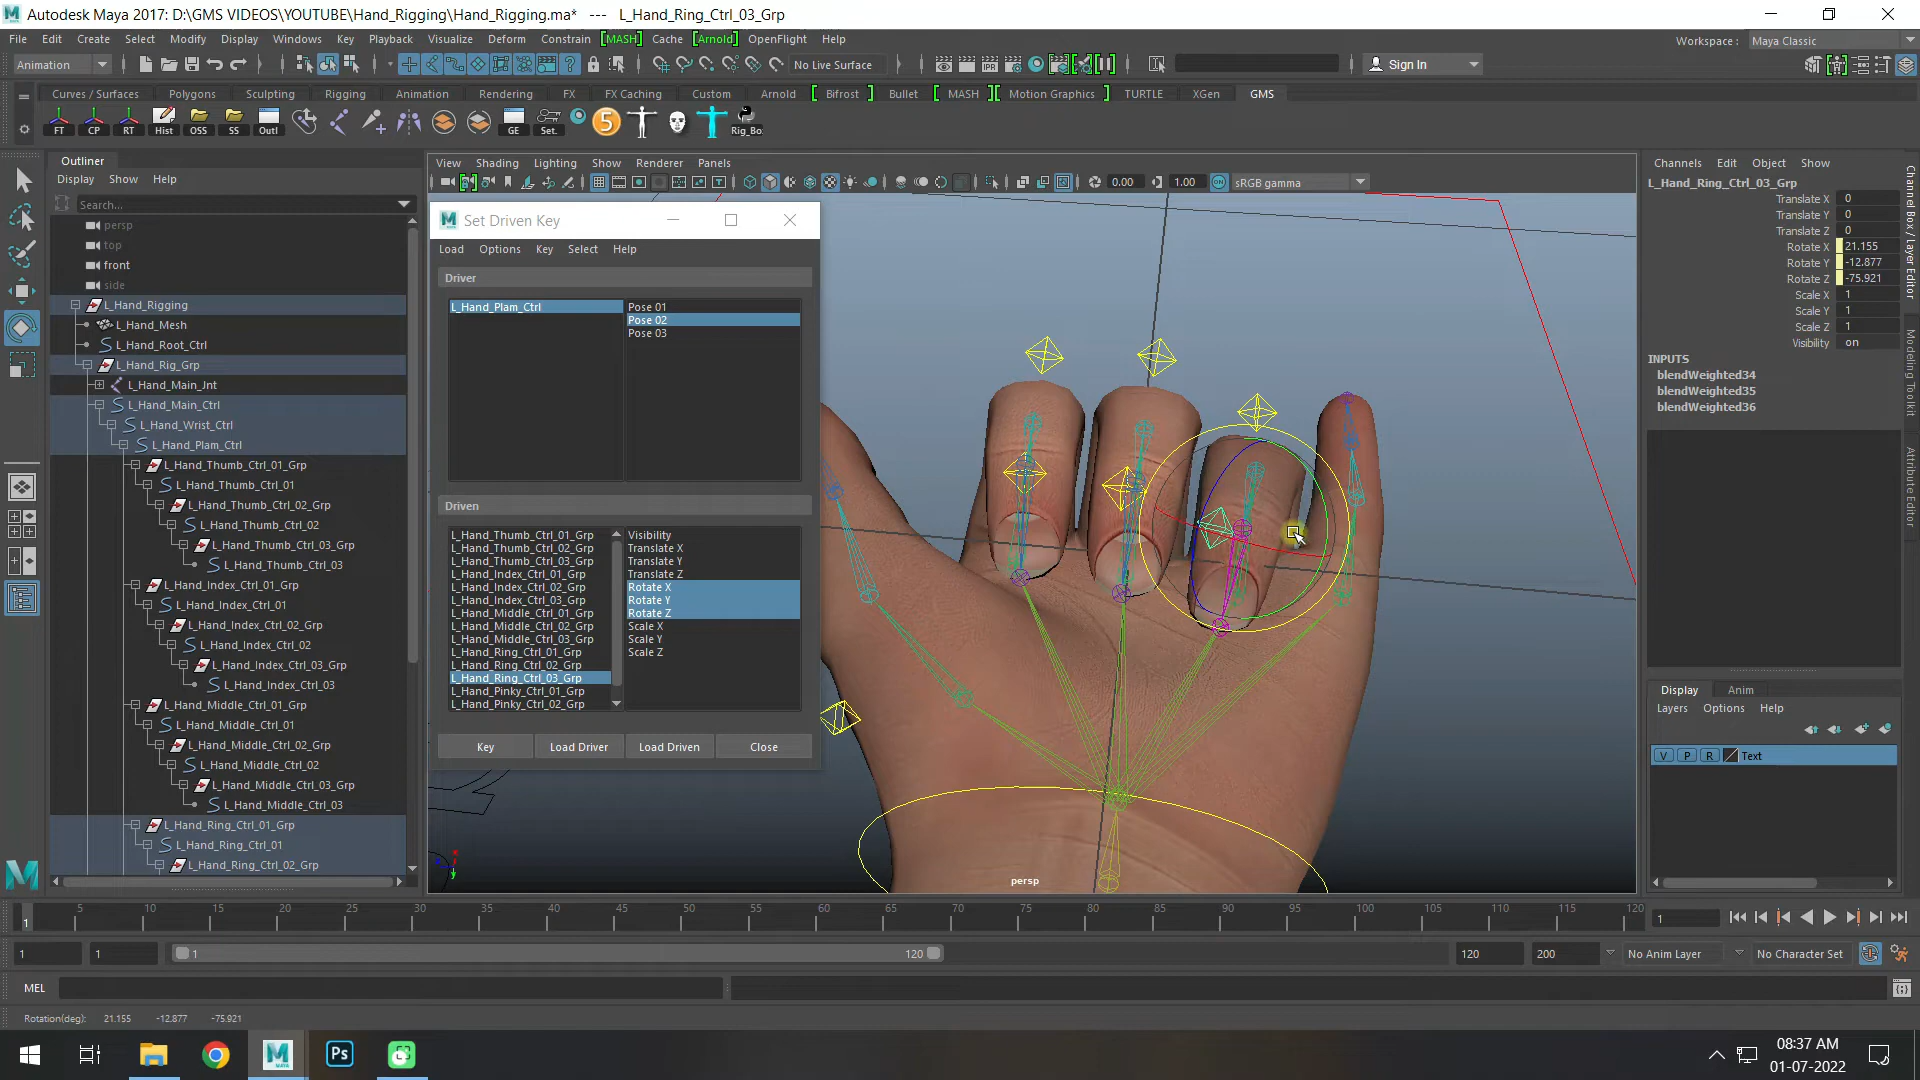 Autodesk Maya 2017: D:\GMS VIDEOS\YOUTUBE\Hand_Rigging\Hand_Rigging.ma*   ---   L_Hand_Ring_Ctrl_03_Grp
File Edit Create Select Modify Display Windows Key Playback Visualize Deform Constrain [MASH] Cache [Arnold] OpenFlight Help
Workspace : Maya Classic
Animation
No Live Surface
Sign In
Curves / Surfaces Polygons Sculpting Rigging Animation Rendering FX FX Caching Custom Arnold [ Bifrost ] Bullet [ MASH ][ Motion Graphics ] TURTLE XGen GMS
FT CP RT Hist OSS SS Outl GE Set. 5 Rig_Bo
Outliner
Display Show Help
Search...
persp
top
front
side
L_Hand_Rigging
L_Hand_Mesh
L_Hand_Root_Ctrl
L_Hand_Rig_Grp
L_Hand_Main_Jnt
L_Hand_Main_Ctrl
L_Hand_Wrist_Ctrl
L_Hand_Plam_Ctrl
L_Hand_Thumb_Ctrl_01_Grp
L_Hand_Thumb_Ctrl_01
L_Hand_Thumb_Ctrl_02_Grp
L_Hand_Thumb_Ctrl_02
L_Hand_Thumb_Ctrl_03_Grp
L_Hand_Thumb_Ctrl_03
L_Hand_Index_Ctrl_01_Grp
L_Hand_Index_Ctrl_01
L_Hand_Index_Ctrl_02_Grp
L_Hand_Index_Ctrl_02
L_Hand_Index_Ctrl_03_Grp
L_Hand_Index_Ctrl_03
L_Hand_Middle_Ctrl_01_Grp
L_Hand_Middle_Ctrl_01
L_Hand_Middle_Ctrl_02_Grp
L_Hand_Middle_Ctrl_02
L_Hand_Middle_Ctrl_03_Grp
L_Hand_Middle_Ctrl_03
L_Hand_Ring_Ctrl_01_Grp
L_Hand_Ring_Ctrl_01
L_Hand_Ring_Ctrl_02_Grp
View Shading Lighting Show Renderer Panels
0.00 1.00 sRGB gamma
Set Driven Key
Load Options Key Select Help
Driver
L_Hand_Plam_Ctrl
Pose 01
Pose 02
Pose 03
Driven
L_Hand_Thumb_Ctrl_01_Grp
L_Hand_Thumb_Ctrl_02_Grp
L_Hand_Thumb_Ctrl_03_Grp
L_Hand_Index_Ctrl_01_Grp
L_Hand_Index_Ctrl_02_Grp
L_Hand_Index_Ctrl_03_Grp
L_Hand_Middle_Ctrl_01_Grp
L_Hand_Middle_Ctrl_02_Grp
L_Hand_Middle_Ctrl_03_Grp
L_Hand_Ring_Ctrl_01_Grp
L_Hand_Ring_Ctrl_02_Grp
L_Hand_Ring_Ctrl_03_Grp
L_Hand_Pinky_Ctrl_01_Grp
L_Hand_Pinky_Ctrl_02_Grp
Visibility
Translate X
Translate Y
Translate Z
Rotate X
Rotate Y
Rotate Z
Scale X
Scale Y
Scale Z
Key Load Driver Load Driven Close
persp
Channels Edit Object Show
L_Hand_Ring_Ctrl_03_Grp
Translate X 0
Translate Y 0
Translate Z 0
Rotate X 21.155
Rotate Y -12.877
Rotate Z -75.921
Scale X 1
Scale Y 1
Scale Z 1
Visibility on
INPUTS
blendWeighted34
blendWeighted35
blendWeighted36
Channel Box / Layer Editor
Modeling Toolkit
Attribute Editor
Display Anim
Layers Options Help
V P R Text
1 5 10 15 20 25 30 35 40 45 50 55 60 65 70 75 80 85 90 95 100 105 110 115 120
1
1 1 1 120 120 200 No Anim Layer No Character Set
MEL
Rotation(deg): 21.155 -12.877 -75.921
Ps
08:37 AM
01-07-2022